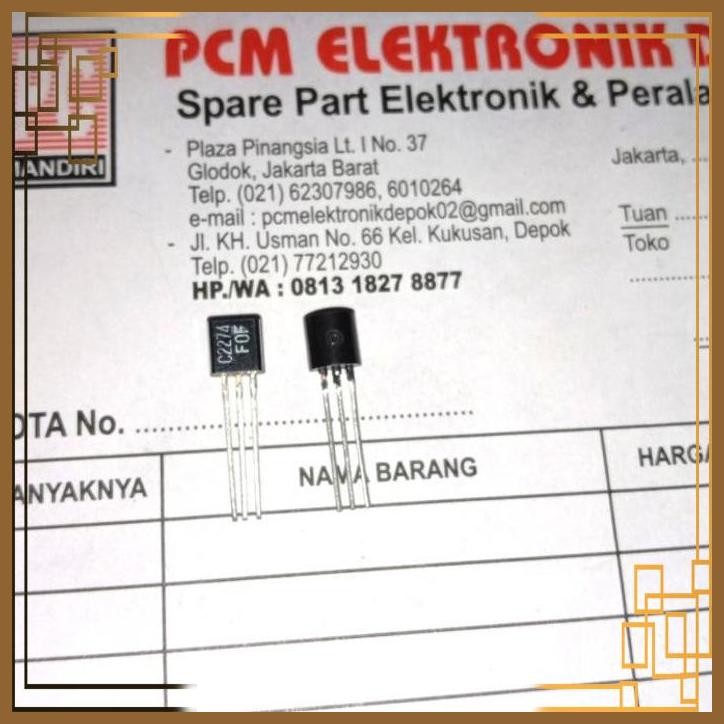 PCM ELEKTRONIK D
Spare Part Elektronik & Perala
MANDIRI
- Plaza Pinangsia Lt. I No. 37
Glodok, Jakarta Barat
Telp. (021) 62307986, 6010264
e-mail : pcmelektronikdepok02@gmail.com
- Jl. KH. Usman No. 66 Kel. Kukusan, Depok
Telp. (021) 77212930
HP./WA : 0813 1827 8877
Jakarta, ...
Tuan ......
Toko
C2274
F0F
OTA No. ..................................................
ANYAKNYA
NAMA BARANG
HARGA